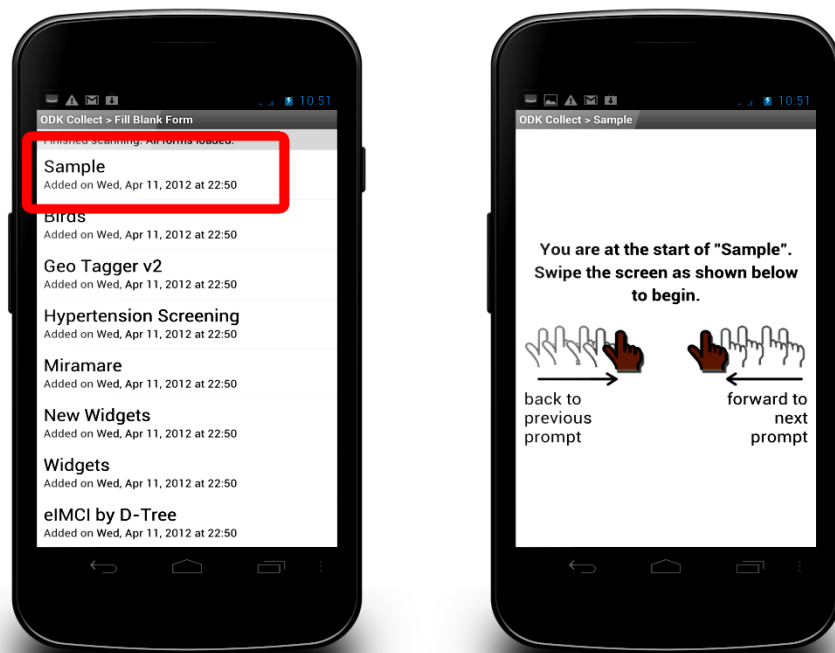 10:51
ODK Collect > Fill Blank Form
Finished scanning. All forms loaded.
Sample
Added on Wed, Apr 11, 2012 at 22:50
Birds
Added on Wed, Apr 11, 2012 at 22:50
Geo Tagger v2
Added on Wed, Apr 11, 2012 at 22:50
Hypertension Screening
Added on Wed, Apr 11, 2012 at 22:50
Miramare
Added on Wed, Apr 11, 2012 at 22:50
New Widgets
Added on Wed, Apr 11, 2012 at 22:50
Widgets
Added on Wed, Apr 11, 2012 at 22:50
eIMCI by D-Tree
Added on Wed, Apr 11, 2012 at 22:50
10:51
ODK Collect > Sample
You are at the start of "Sample".
Swipe the screen as shown below
to begin.
back to
previous
prompt
forward to
next
prompt